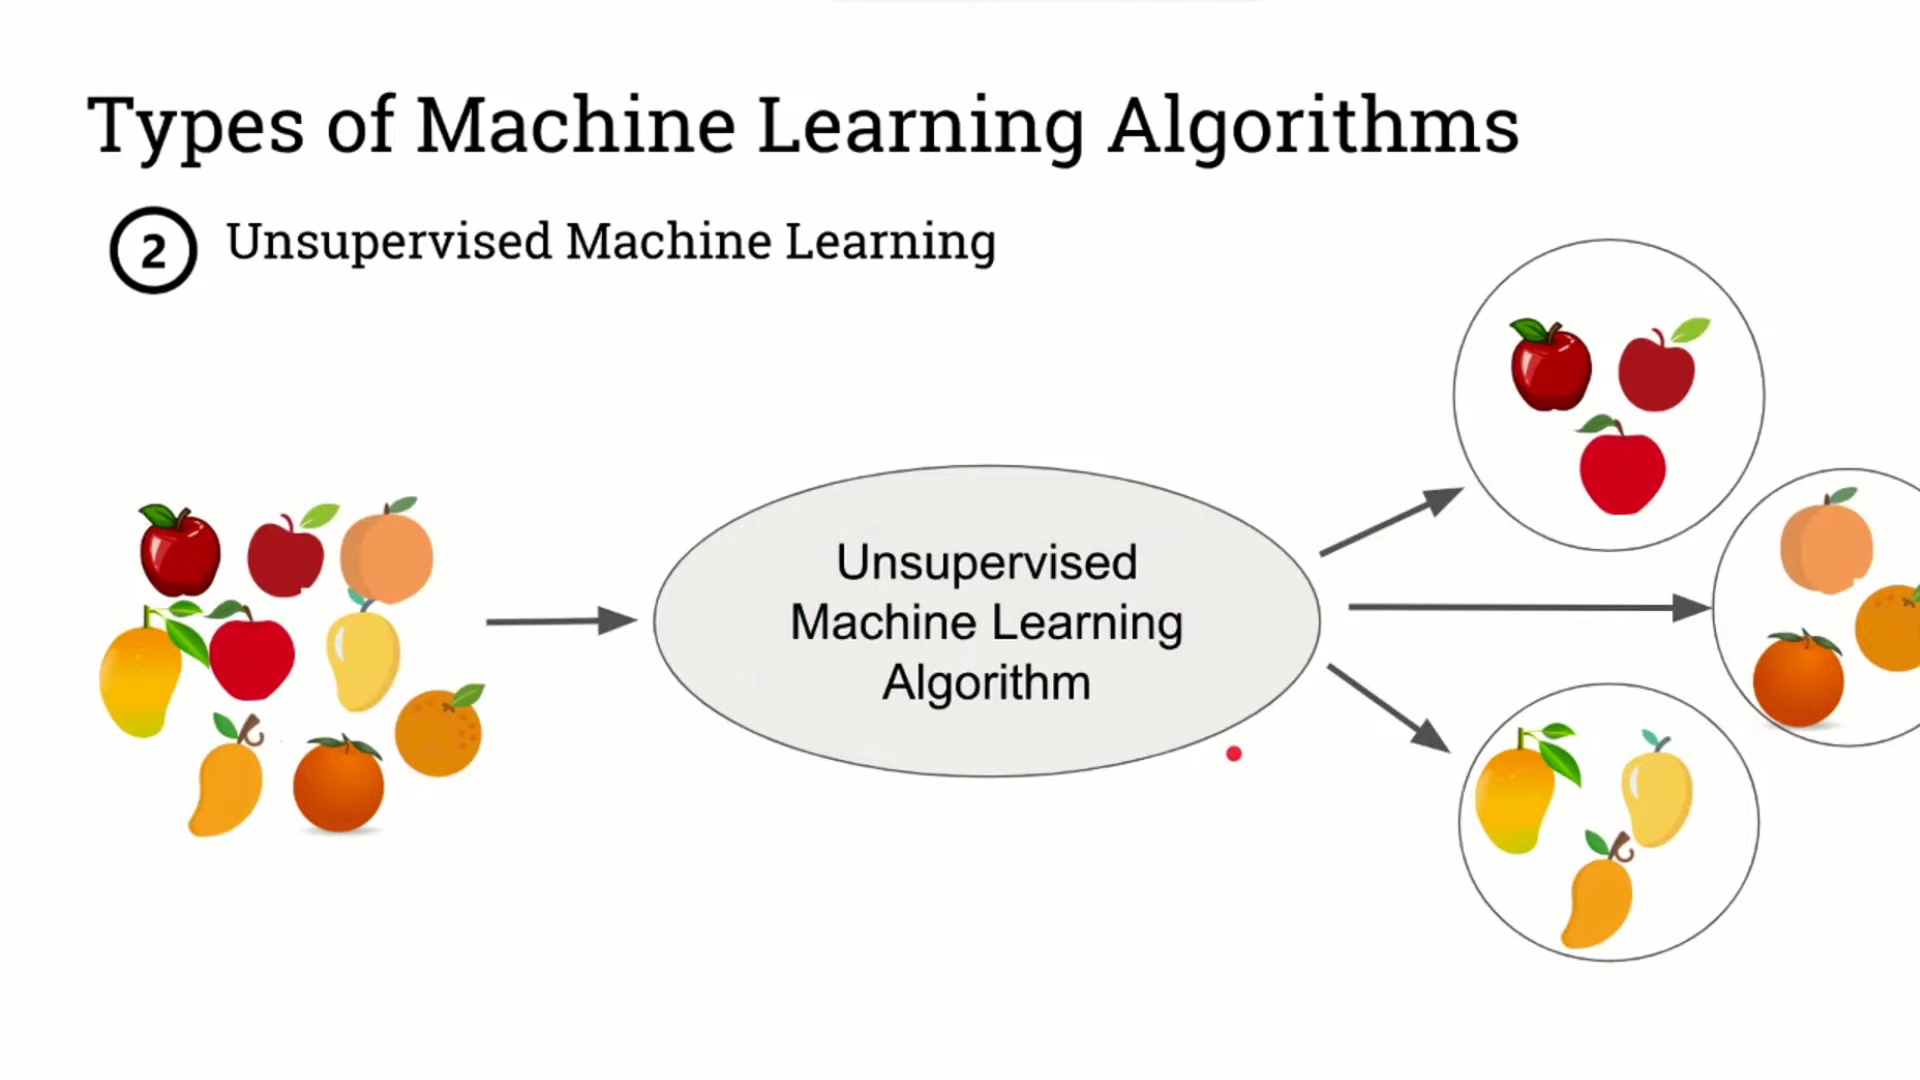 Types of Machine Learning Algorithms
2 Unsupervised Machine Learning
Unsupervised
Machine Learning
Algorithm